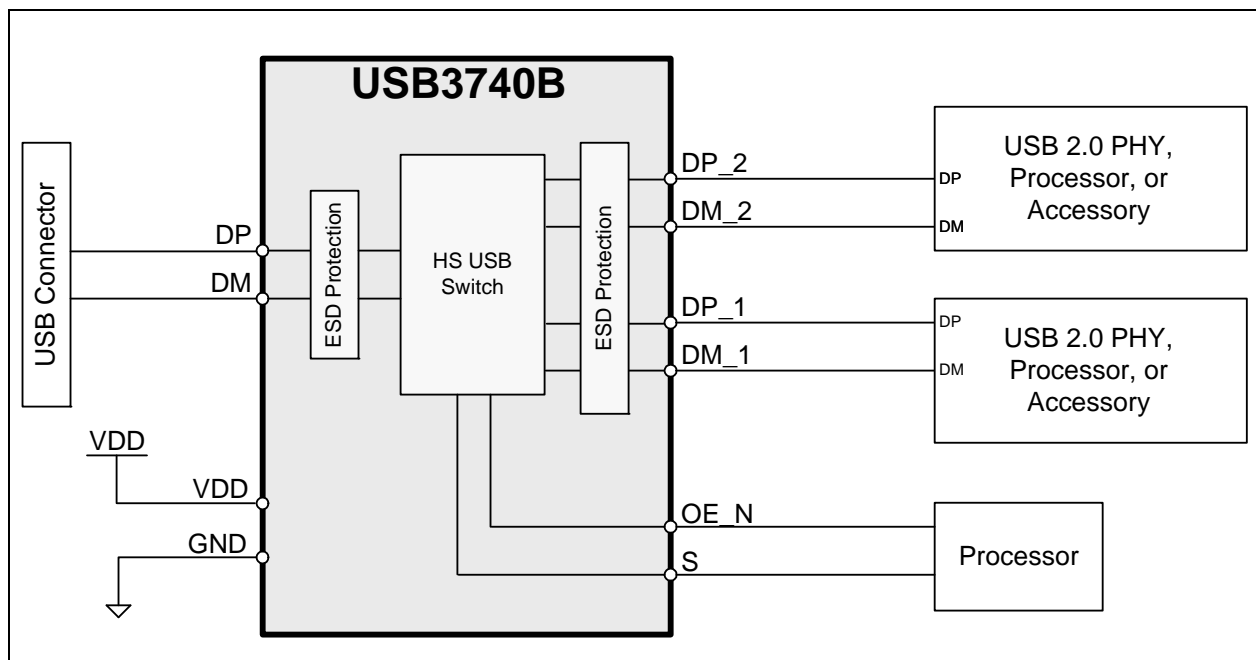 USB3740B
USB Connector
DP
DM
ESD Protection
HS USB
Switch
ESD Protection
DP_2
DM_2
DP_1
DM_1
DP
DM
USB 2.0 PHY,
Processor, or
Accessory
DP
DM
USB 2.0 PHY,
Processor, or
Accessory
VDD
VDD
GND
OE_N
S
Processor